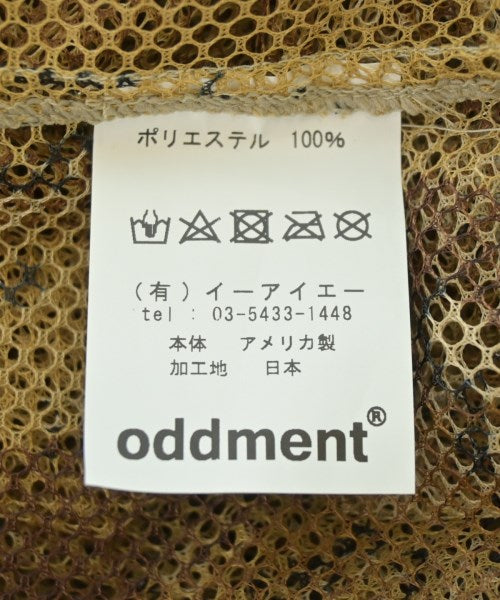 ポリエステル 100%
(有)イーアイエー
tel : 03-5433-1448
本体 アメリカ製
加工地 日本
oddment®